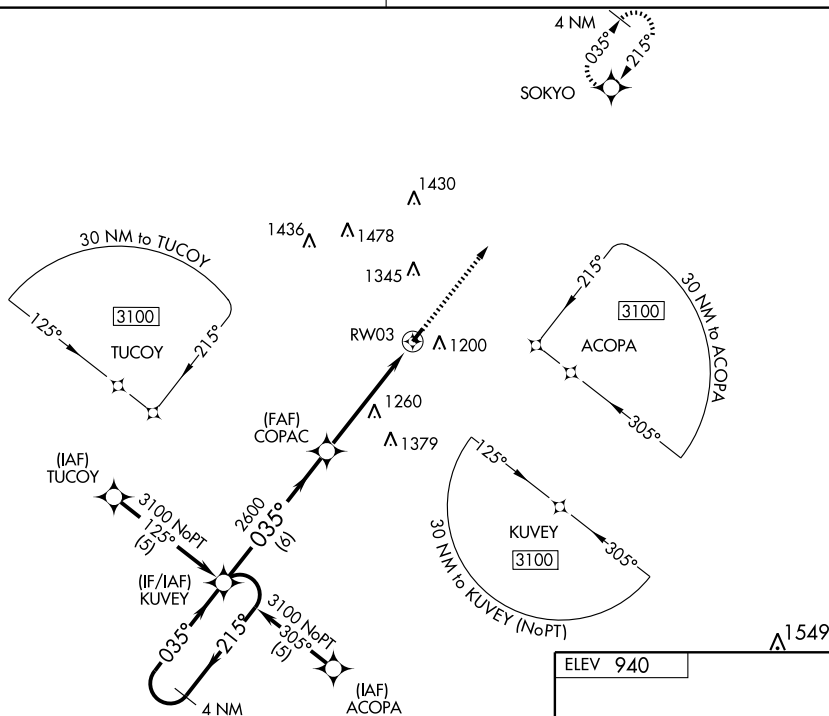 4 NM
035°
215°
SOKYO
1430
1436
1478
1345
30 NM to TUCOY
3100
125°
TUCOY
215°
215°
3100
ACOPA
30 NM to ACOPA
305°
RW03
1200
1260
1379
(FAF)
COPAC
(IAF)
TUCOY
3100 NoPT
125°
(5)
2600
035°
(6)
125°
KUVEY
3100
305°
30 NM to KUVEY (NoPT)
(IF/IAF)
KUVEY
035°
215°
4 NM
3100 NoPT
305°
(5)
(IAF)
ACOPA
1549
ELEV 940